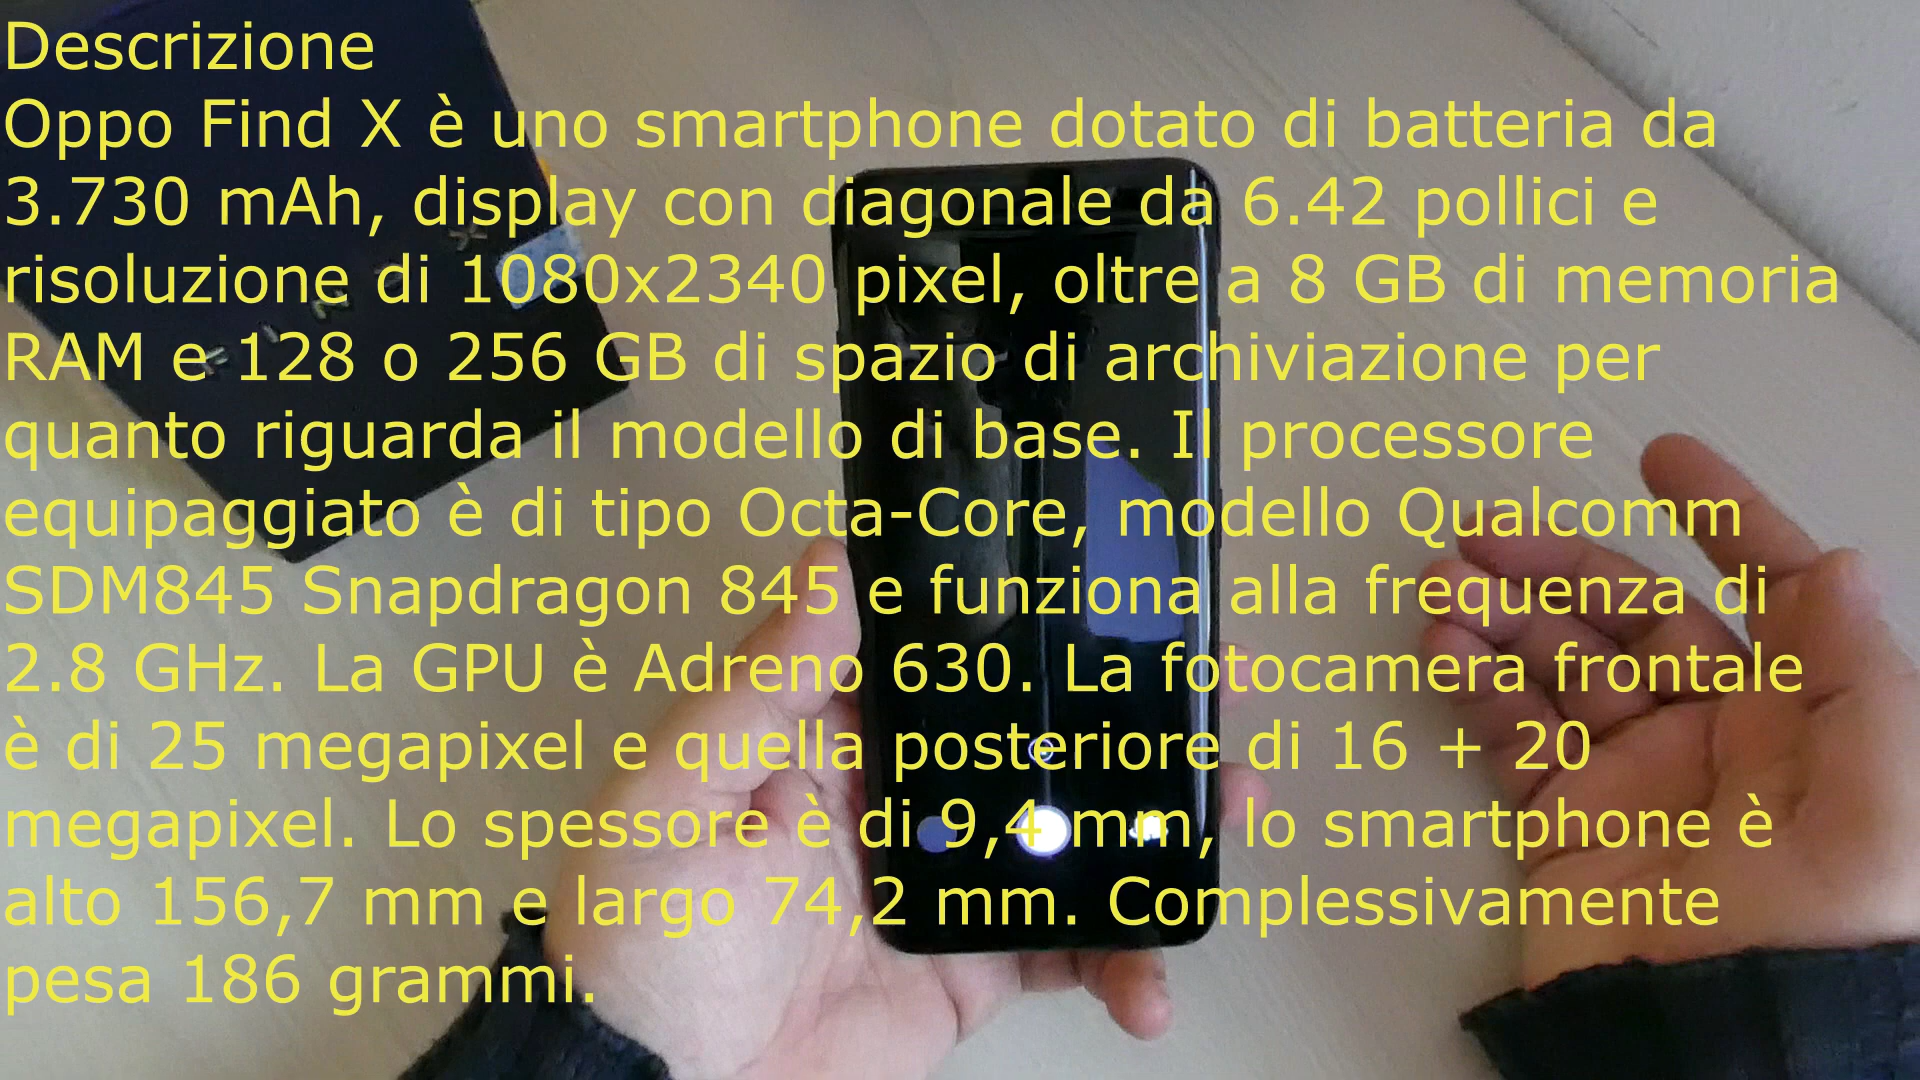 Descrizione
Oppo Find X è uno smartphone dotato di batteria da
3.730 mAh, display con diagonale da 6.42 pollici e
risoluzione di 1080x2340 pixel, oltre a 8 GB di memoria
RAM e 128 o 256 GB di spazio di archiviazione per
quanto riguarda il modello di base. Il processore
equipaggiato è di tipo Octa-Core, modello Qualcomm
SDM845 Snapdragon 845 e funziona alla frequenza di
2.8 GHz. La GPU è Adreno 630. La fotocamera frontale
è di 25 megapixel e quella posteriore di 16 + 20
megapixel. Lo spessore è di 9,4 mm, lo smartphone è
alto 156,7 mm e largo 74,2 mm. Complessivamente
pesa 186 grammi.
FIND X